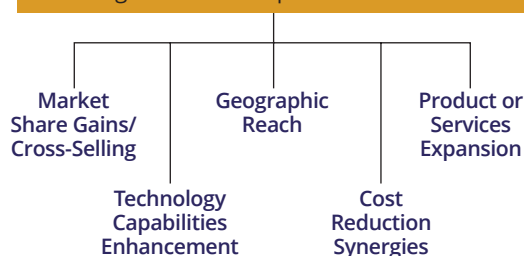 Market
Share Gains/
Cross-Selling
Geographic
Reach
Product or
Services
Expansion
Technology
Capabilities
Enhancement
Cost
Reduction
Synergies